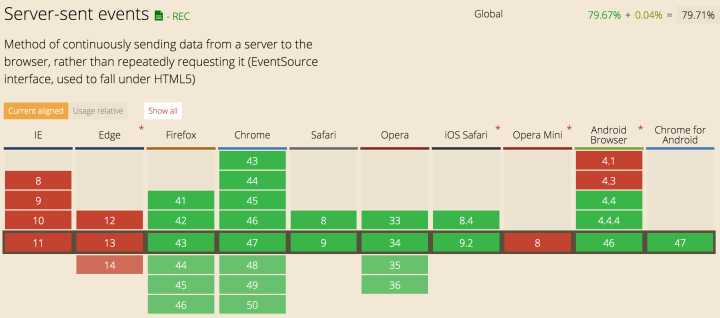 Server-sent events - REC
Global
79.67% + 0.04% = 79.71%
Method of continuously sending data from a server to the
browser, rather than repeatedly requesting it (EventSource
interface, used to fall under HTML5)
Current aligned Usage relative Show all
IE Edge * Firefox Chrome Safari Opera iOS Safari * Opera Mini * Android Browser * Chrome for Android
43 4.1
8 44 4.3
9 41 45 4.4
10 12 42 46 8 33 8.4 4.4.4
11 13 43 47 9 34 9.2 8 46 47
14 44 48 35
45 49 36
46 50